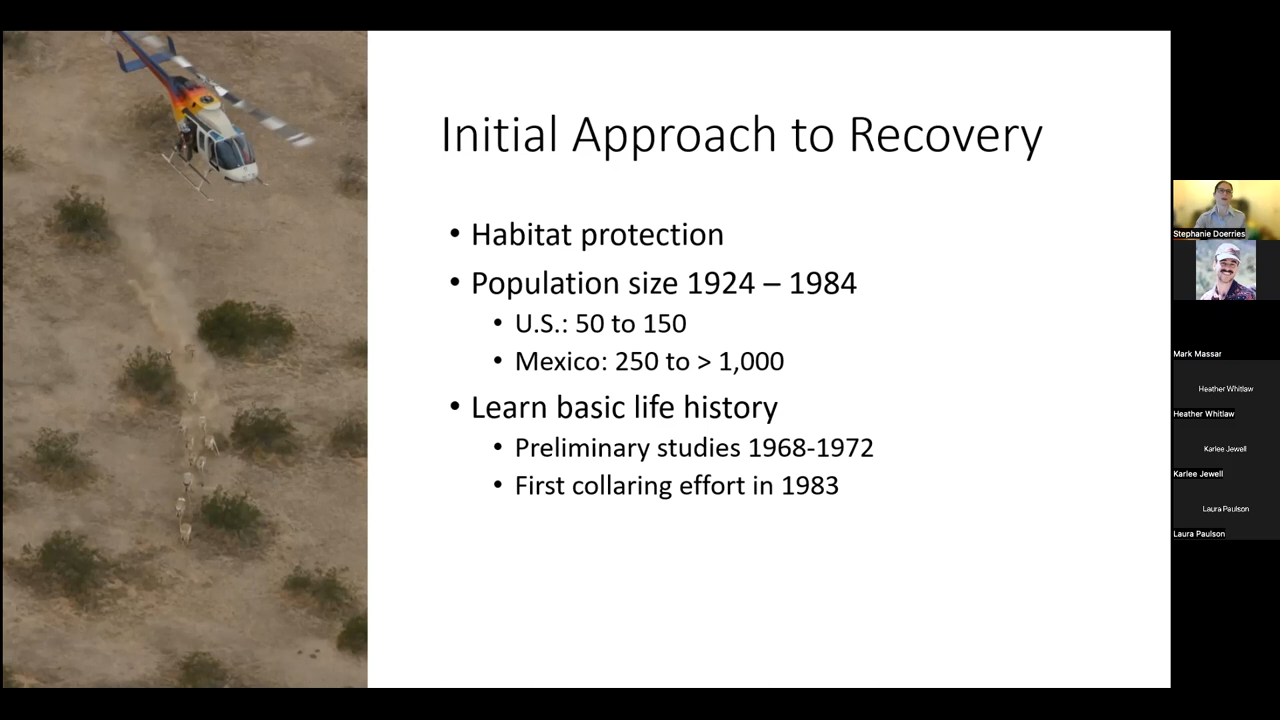 Initial Approach to Recovery
• Habitat protection
• Population size 1924 – 1984
• U.S.: 50 to 150
• Mexico: 250 to > 1,000
• Learn basic life history
• Preliminary studies 1968-1972
• First collaring effort in 1983
Stephanie Doerries
Mark Massar
Heather Whitlaw
Heather Whitlaw
Karlee Jewell
Karlee Jewell
Laura Paulson
Laura Paulson